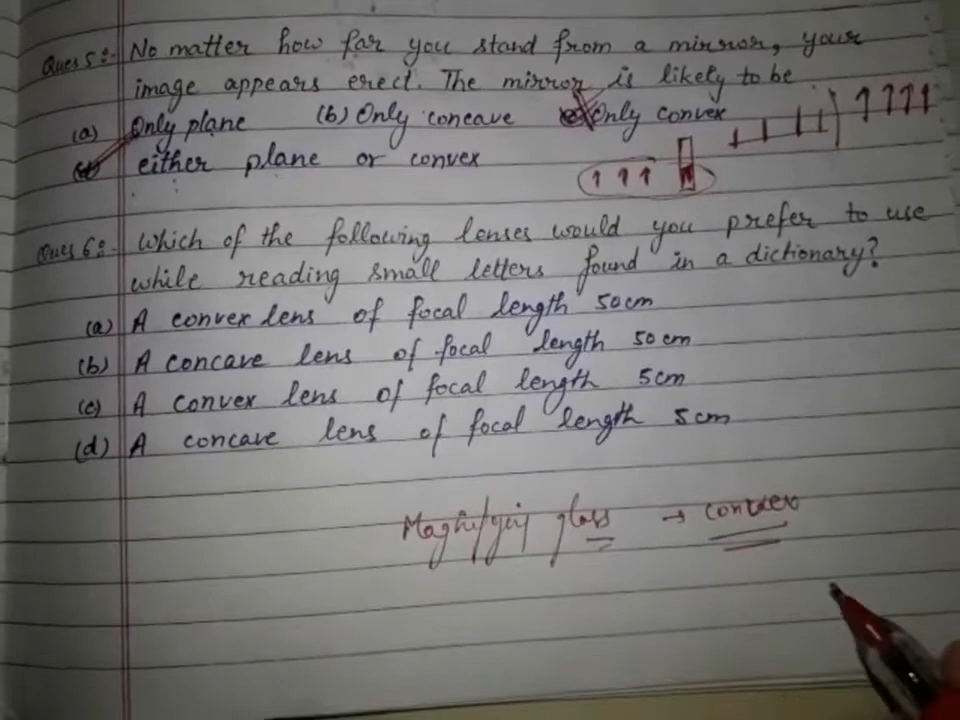 Ques 5:- No matter how far you stand from a mirror, your
image appears erect. The mirror is likely to be
(a) Only plane (b) Only concave (c) Only convex
(d) either plane or convex
Ques 6:- Which of the following lenses would you prefer to use
while reading small letters found in a dictionary?
(a) A convex lens of focal length 50cm
(b) A concave lens of focal length 50cm
(c) A convex lens of focal length 5cm
(d) A concave lens of focal length 5cm
Magnifying glass → convex